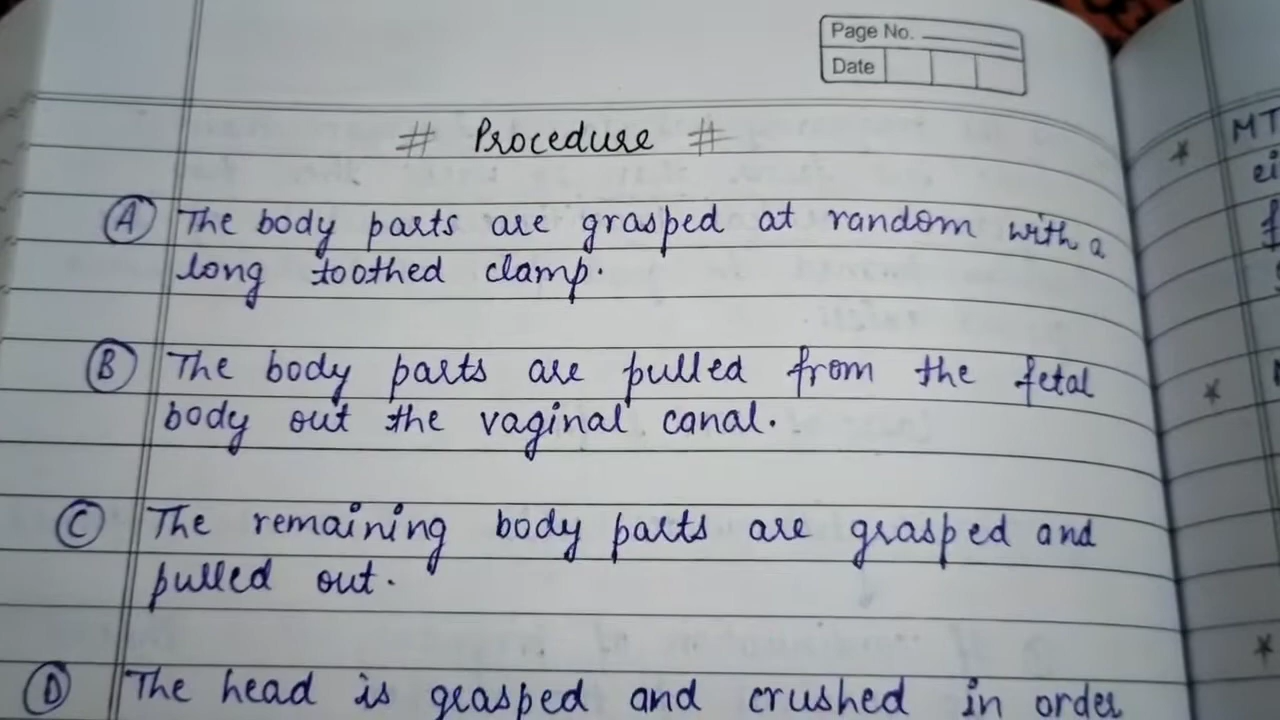 Page No.
Date
# Procedure #
A The body parts are grasped at random with a
long toothed clamp.
B The body parts are pulled from the fetal
body out the vaginal canal.
C The remaining body parts are grasped and
pulled out.
D The head is grasped and crushed in order
* MT
*
*